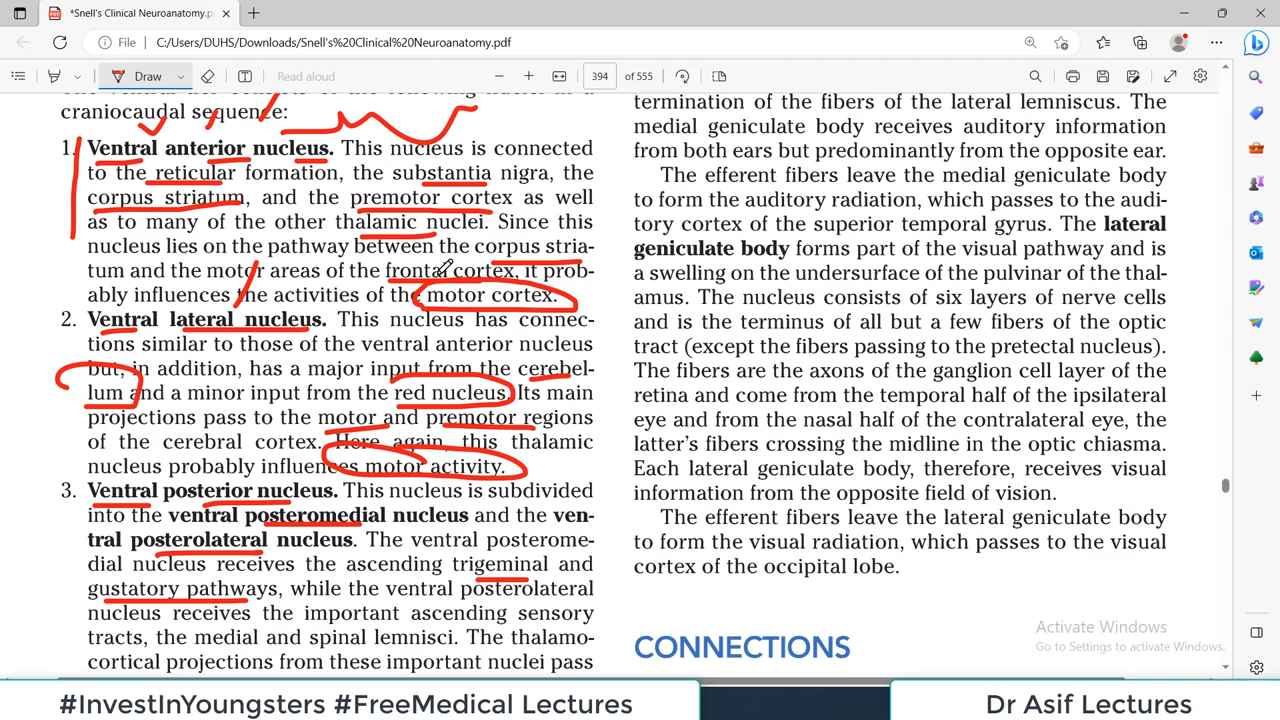 *Snell's Clinical Neuroanatomy.p
File C:/Users/DUHS/Downloads/Snell's%20Clinical%20Neuroanatomy.pdf
Draw Read aloud 394 of 555
craniocaudal sequence:
1. Ventral anterior nucleus. This nucleus is connected
to the reticular formation, the substantia nigra, the
corpus striatum, and the premotor cortex as well
as to many of the other thalamic nuclei. Since this
nucleus lies on the pathway between the corpus stria-
tum and the motor areas of the frontal cortex, it prob-
ably influences the activities of the motor cortex.
2. Ventral lateral nucleus. This nucleus has connec-
tions similar to those of the ventral anterior nucleus
but, in addition, has a major input from the cerebel-
lum and a minor input from the red nucleus. Its main
projections pass to the motor and premotor regions
of the cerebral cortex. Here again, this thalamic
nucleus probably influences motor activity.
3. Ventral posterior nucleus. This nucleus is subdivided
into the ventral posteromedial nucleus and the ven-
tral posterolateral nucleus. The ventral posterome-
dial nucleus receives the ascending trigeminal and
gustatory pathways, while the ventral posterolateral
nucleus receives the important ascending sensory
tracts, the medial and spinal lemnisci. The thalamo-
cortical projections from these important nuclei pass
termination of the fibers of the lateral lemniscus. The
medial geniculate body receives auditory information
from both ears but predominantly from the opposite ear.
The efferent fibers leave the medial geniculate body
to form the auditory radiation, which passes to the audi-
tory cortex of the superior temporal gyrus. The lateral
geniculate body forms part of the visual pathway and is
a swelling on the undersurface of the pulvinar of the thal-
amus. The nucleus consists of six layers of nerve cells
and is the terminus of all but a few fibers of the optic
tract (except the fibers passing to the pretectal nucleus).
The fibers are the axons of the ganglion cell layer of the
retina and come from the temporal half of the ipsilateral
eye and from the nasal half of the contralateral eye, the
latter's fibers crossing the midline in the optic chiasma.
Each lateral geniculate body, therefore, receives visual
information from the opposite field of vision.
The efferent fibers leave the lateral geniculate body
to form the visual radiation, which passes to the visual
cortex of the occipital lobe.
CONNECTIONS
Activate Windows
Go to Settings to activate Windows.
#InvestInYoungsters #FreeMedical Lectures
Dr Asif Lectures